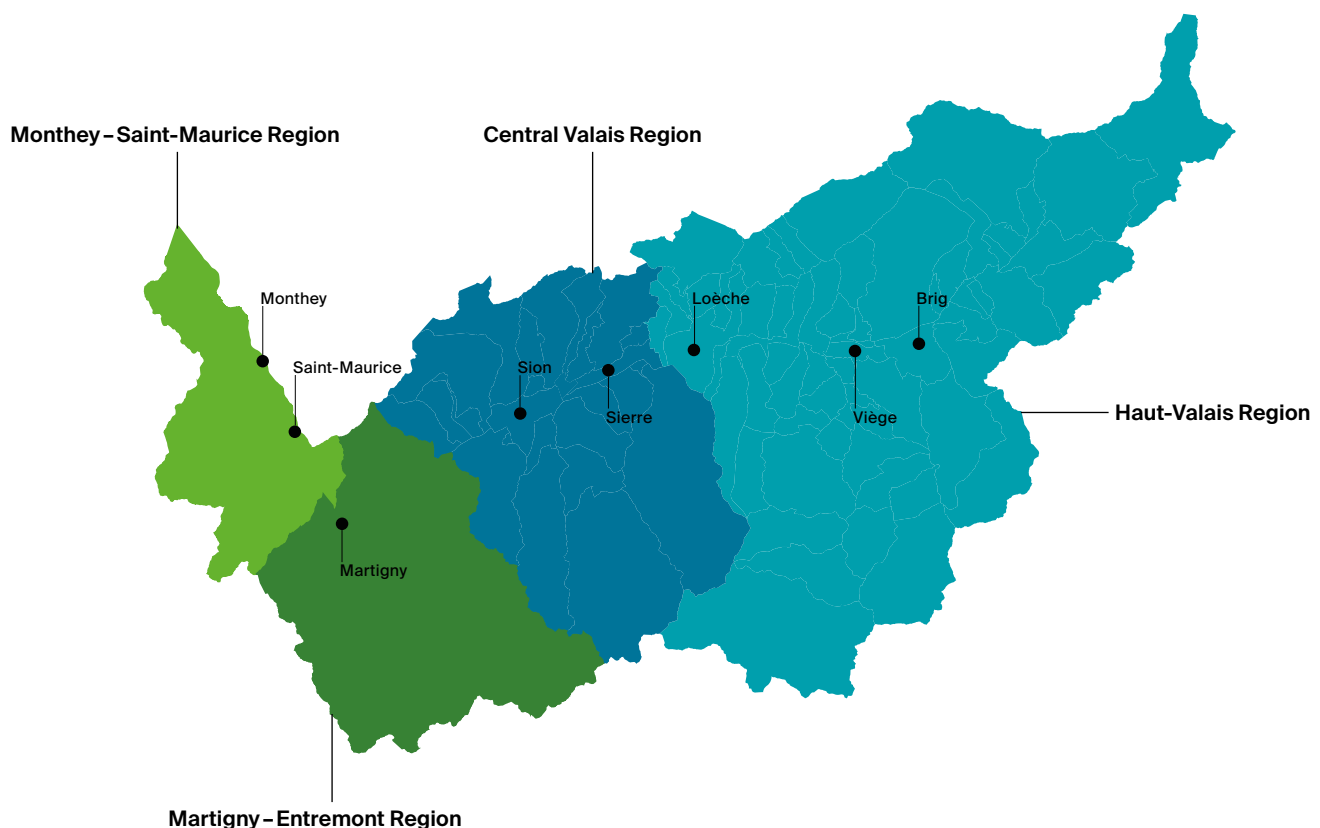 Monthey – Saint-Maurice Region
Central Valais Region
Monthey
Loèche
Brig
Saint-Maurice
Sion
Sierre
Viège
Haut-Valais Region
Martigny
Martigny – Entremont Region